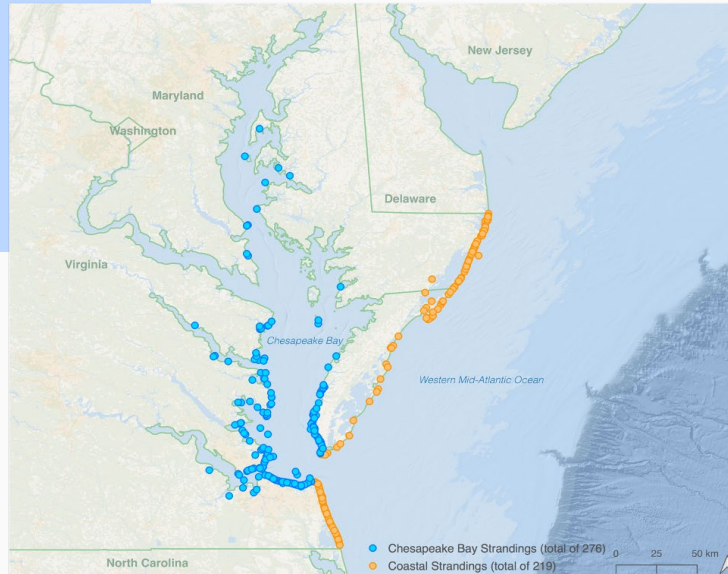 New Jersey
Maryland
Washington
Delaware
Virginia
Chesapeake Bay
Western Mid-Atlantic Ocean
Chesapeake Bay Strandings (total of 276)
0 25 50 km
Coastal Strandings (total of 219)
North Carolina